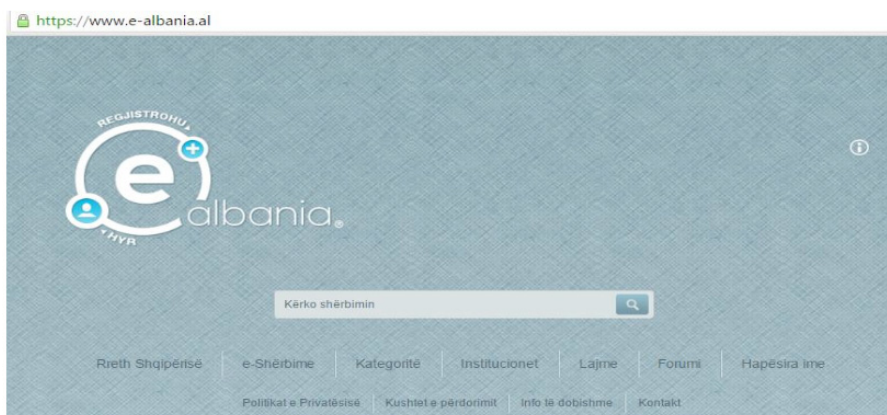 https://www.e-albania.al
REGJISTROHU
e albania®
HYR
Kërko shërbimin
Rreth Shqipërisë e-Shërbime Kategoritë Institucionet Lajme Forumi Hapësira ime
Politikat e Privatësisë Kushtet e përdorimit Info të dobishme Kontakt